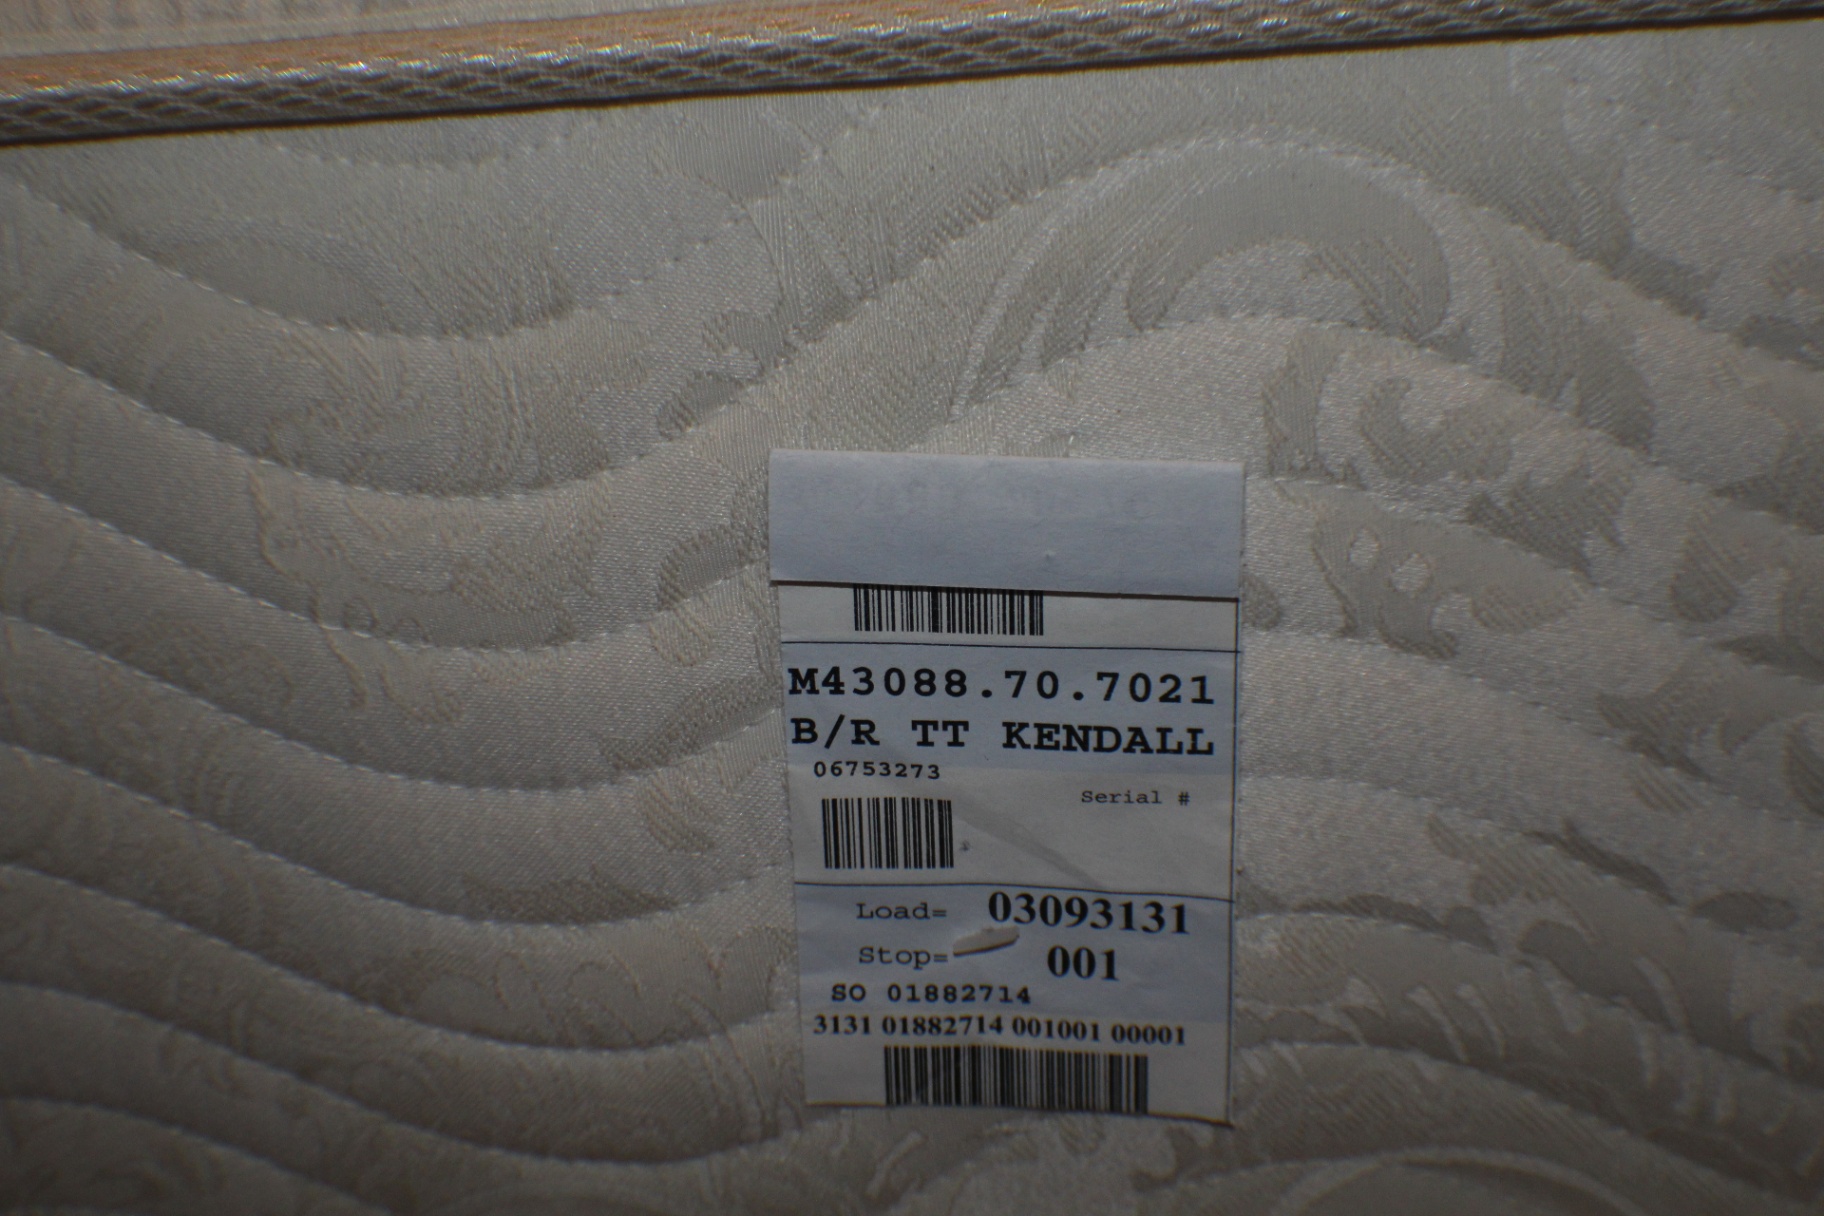 M43088.70.7021
B/R TT KENDALL
06753273
Serial #
Load= 03093131
Stop= 001
SO 01882714
3131 01882714 001001 00001